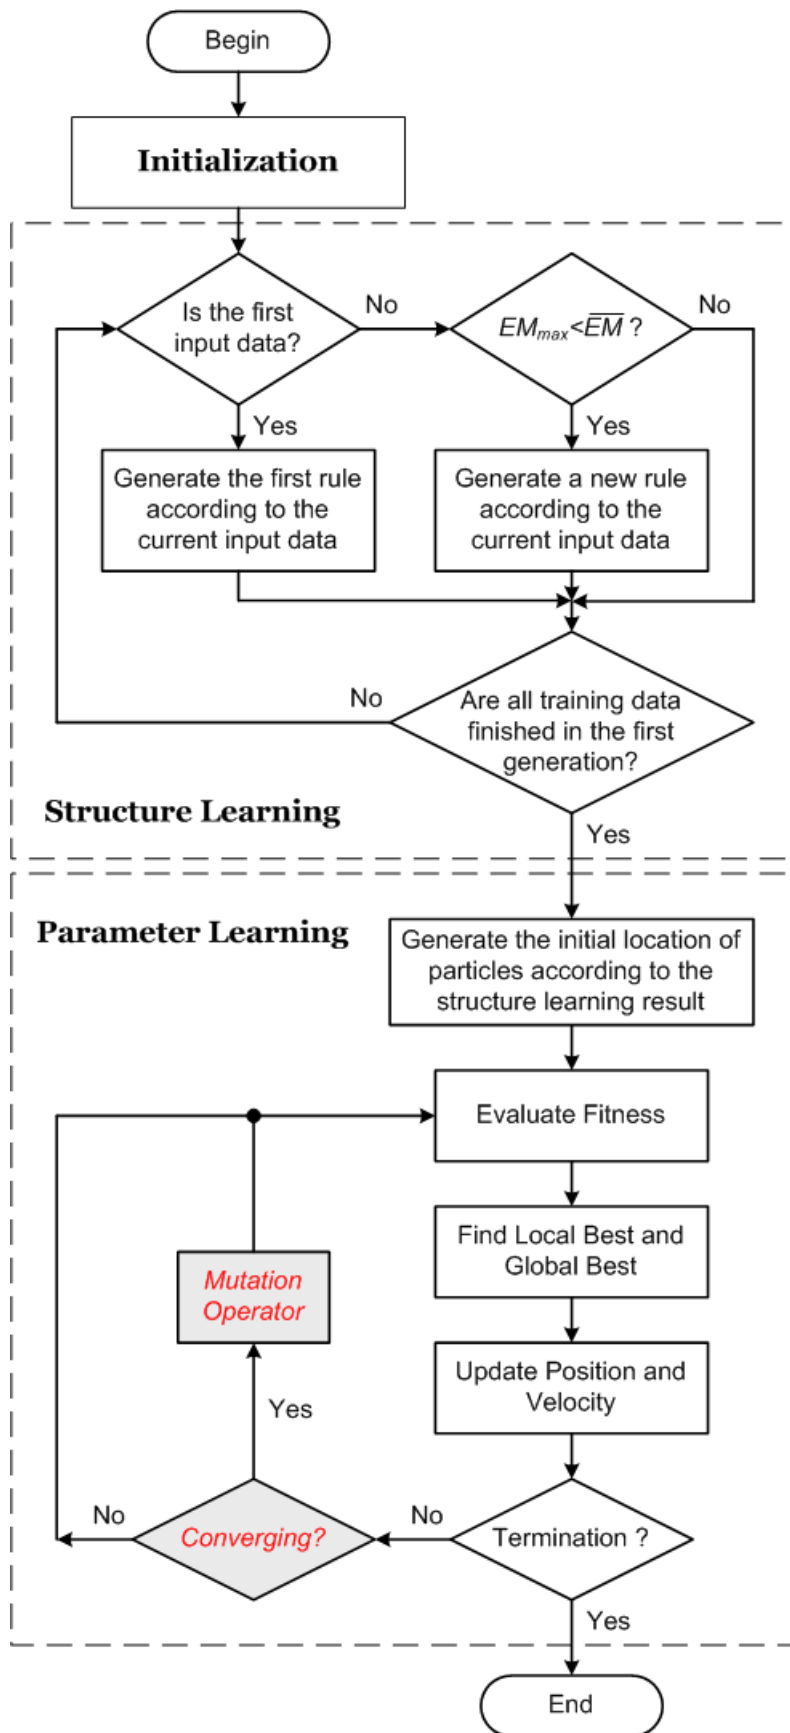 Begin
Initialization
Is the first
input data?
No
EM_max<\overline{EM} ?
No
Yes
Yes
Generate the first rule
according to the
current input data
Generate a new rule
according to the
current input data
No
Are all training data
finished in the first
generation?
Structure Learning
Yes
Parameter Learning
Generate the initial location of
particles according to the
structure learning result
Evaluate Fitness
Find Local Best and
Global Best
Mutation
Operator
Update Position and
Velocity
Yes
No
Converging?
No
Termination ?
Yes
End